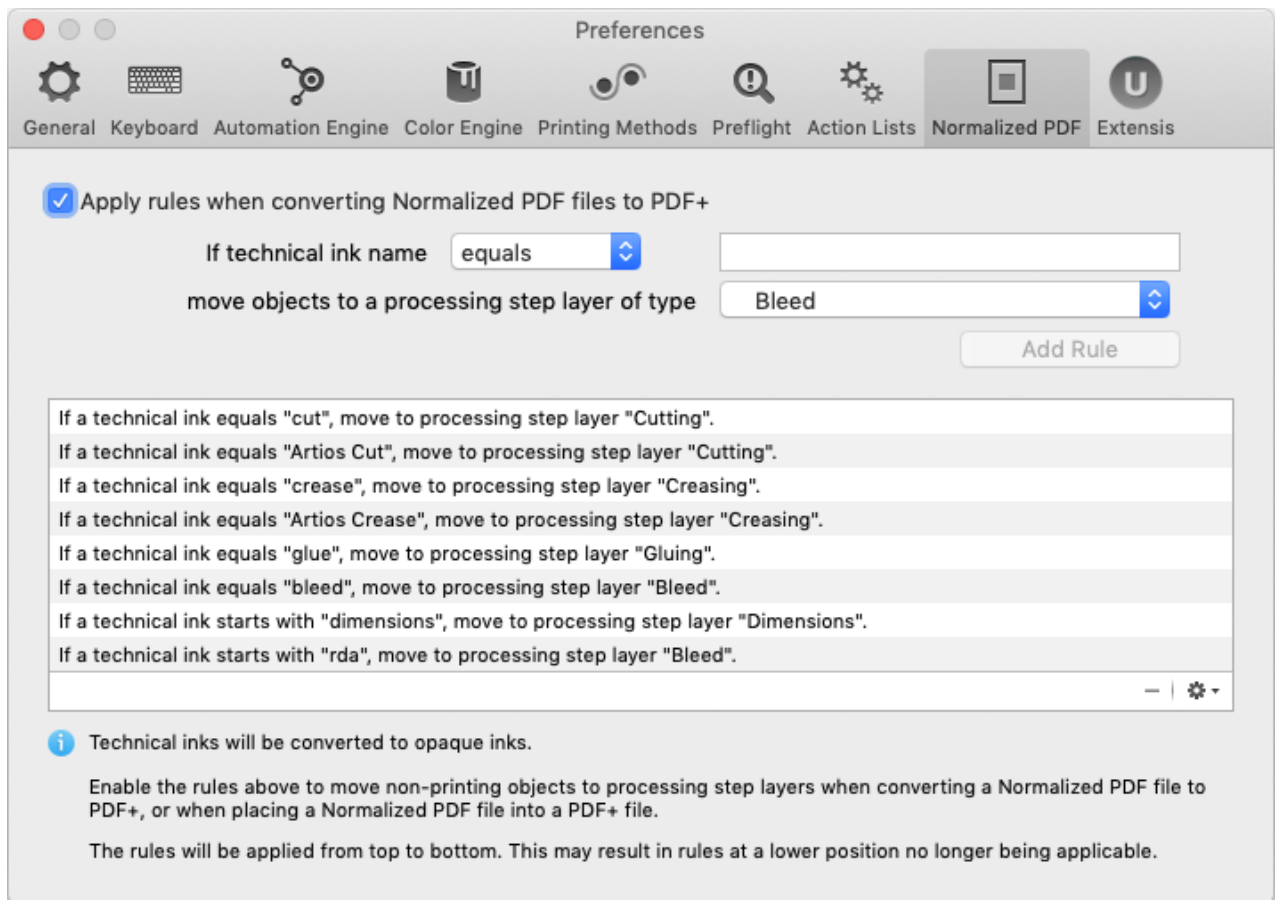 Preferences
General Keyboard Automation Engine Color Engine Printing Methods Preflight Action Lists Normalized PDF Extensis
Apply rules when converting Normalized PDF files to PDF+
If technical ink name equals
move objects to a processing step layer of type Bleed
Add Rule
If a technical ink equals "cut", move to processing step layer "Cutting".
If a technical ink equals "Artios Cut", move to processing step layer "Cutting".
If a technical ink equals "crease", move to processing step layer "Creasing".
If a technical ink equals "Artios Crease", move to processing step layer "Creasing".
If a technical ink equals "glue", move to processing step layer "Gluing".
If a technical ink equals "bleed", move to processing step layer "Bleed".
If a technical ink starts with "dimensions", move to processing step layer "Dimensions".
If a technical ink starts with "rda", move to processing step layer "Bleed".
Technical inks will be converted to opaque inks.
Enable the rules above to move non-printing objects to processing step layers when converting a Normalized PDF file to
PDF+, or when placing a Normalized PDF file into a PDF+ file.
The rules will be applied from top to bottom. This may result in rules at a lower position no longer being applicable.